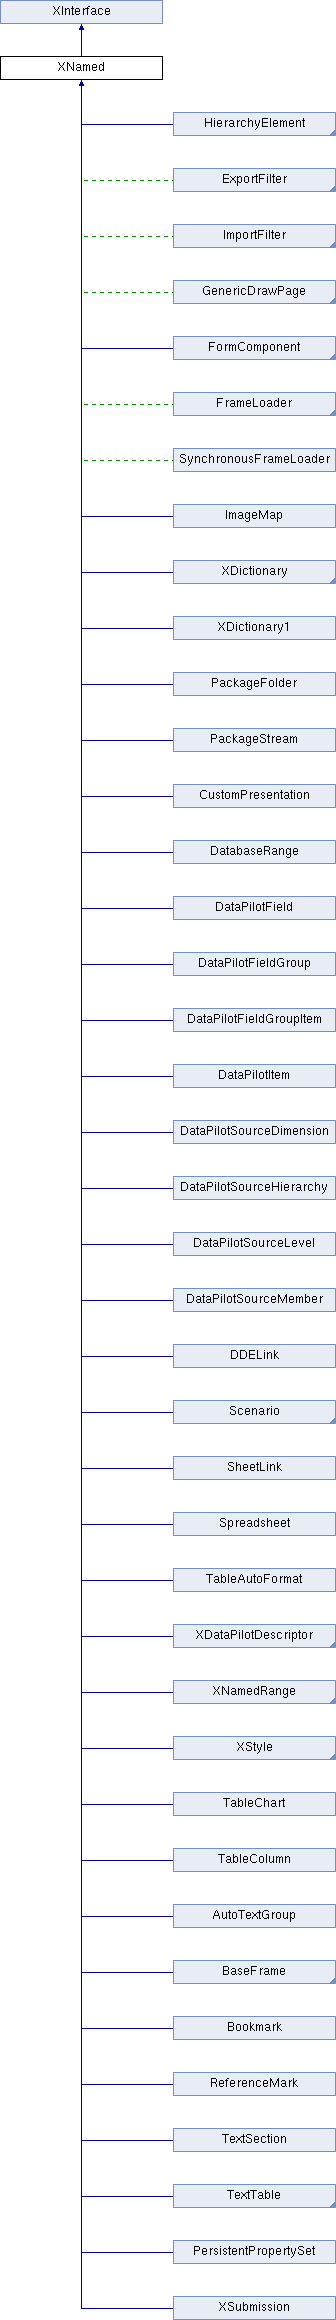 XInterface
XNamed
HierarchyElement
ExportFilter
ImportFilter
GenericDrawPage
FormComponent
FrameLoader
SynchronousFrameLoader
ImageMap
XDictionary
XDictionary1
PackageFolder
PackageStream
CustomPresentation
DatabaseRange
DataPilotField
DataPilotFieldGroup
DataPilotFieldGroupItem
DataPilotItem
DataPilotSourceDimension
DataPilotSourceHierarchy
DataPilotSourceLevel
DataPilotSourceMember
DDELink
Scenario
SheetLink
Spreadsheet
TableAutoFormat
XDataPilotDescriptor
XNamedRange
XStyle
TableChart
TableColumn
AutoTextGroup
BaseFrame
Bookmark
ReferenceMark
TextSection
TextTable
PersistentPropertySet
XSubmission